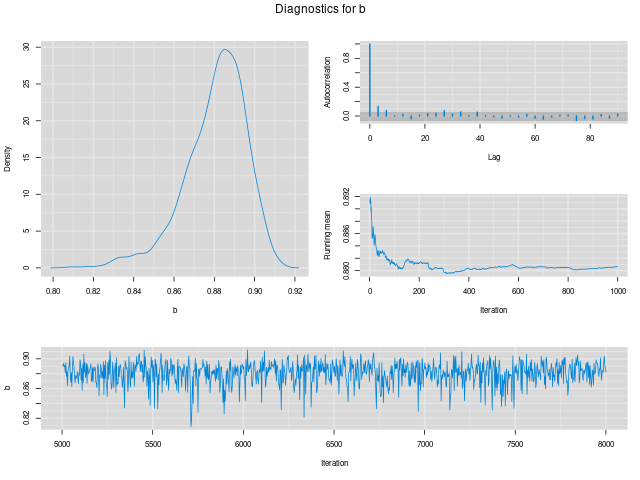 Diagnostics for b
Density
0 5 10 15 20 25 30
0.80 0.82 0.84 0.86 0.88 0.90 0.92
b
Autocorrelation
0.0 0.4 0.8
0 20 40 60 80
Lag
Running mean
0.880 0.886 0.892
0 200 400 600 800 1000
Iteration
b
0.82 0.86 0.90
5000 5500 6000 6500 7000 7500 8000
Iteration